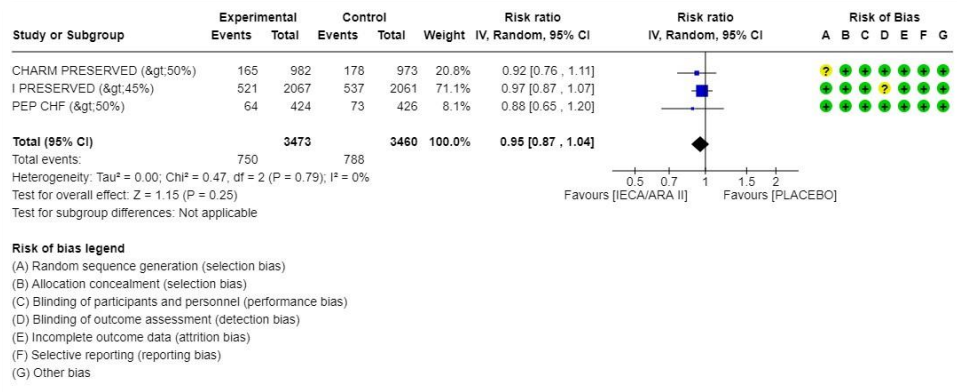 Experimental Control Risk ratio Risk ratio Risk of Bias
Study or Subgroup Events Total Events Total Weight IV, Random, 95% CI IV, Random, 95% CI A B C D E F G
CHARM PRESERVED (&gt;50%) 165 982 178 973 20.8% 0.92 [0.76 , 1.11] ? + + + + + +
I PRESERVED (&gt;45%) 521 2067 537 2061 71.1% 0.97 [0.87 , 1.07] + + + ? + + +
PEP CHF (&gt;50%) 64 424 73 426 8.1% 0.88 [0.65 , 1.20] + + + + + + +
Total (95% CI) 3473 3460 100.0% 0.95 [0.87 , 1.04]
Total events: 750 788
Heterogeneity: Tau² = 0.00; Chi² = 0.47, df = 2 (P = 0.79); I² = 0%
0.5 0.7 1 1.5 2
Test for overall effect: Z = 1.15 (P = 0.25)
Favours [IECA/ARA II] Favours [PLACEBO]
Test for subgroup differences: Not applicable
Risk of bias legend
(A) Random sequence generation (selection bias)
(B) Allocation concealment (selection bias)
(C) Blinding of participants and personnel (performance bias)
(D) Blinding of outcome assessment (detection bias)
(E) Incomplete outcome data (attrition bias)
(F) Selective reporting (reporting bias)
(G) Other bias